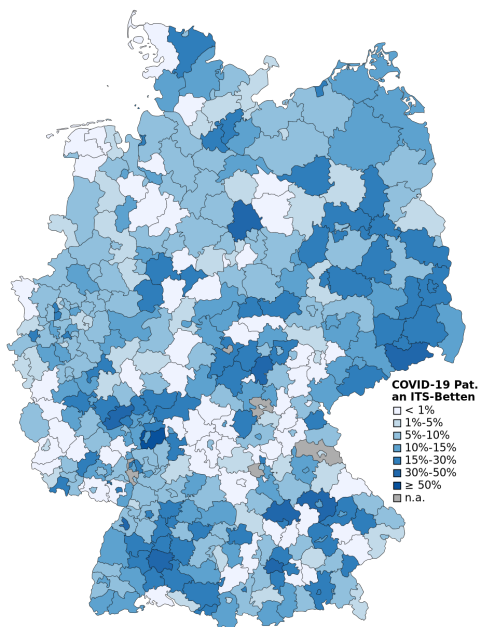 COVID-19 Pat.
an ITS-Betten
< 1%
1%-5%
5%-10%
10%-15%
15%-30%
30%-50%
≥ 50%
n.a.